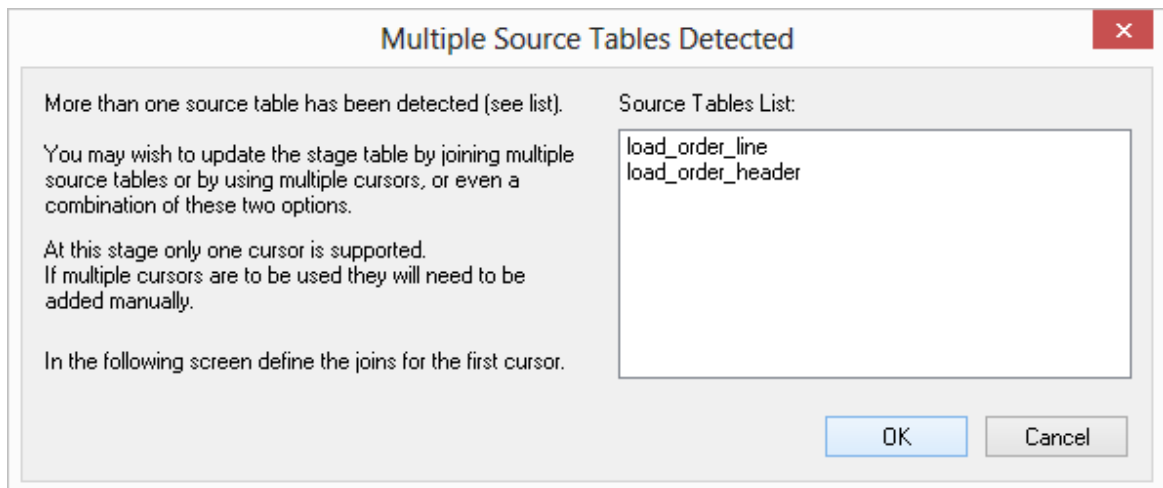 Multiple Source Tables Detected
More than one source table has been detected (see list).
You may wish to update the stage table by joining multiple
source tables or by using multiple cursors, or even a
combination of these two options.
At this stage only one cursor is supported.
If multiple cursors are to be used they will need to be
added manually.
In the following screen define the joins for the first cursor.
Source Tables List:
load_order_line
load_order_header
OK
Cancel